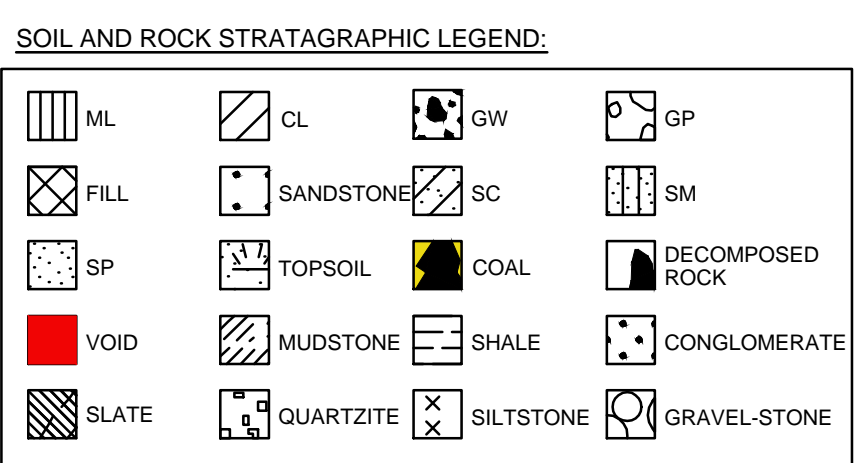 SOIL AND ROCK STRATAGRAPHIC LEGEND:
ML
CL
GW
GP
FILL
SANDSTONE
SC
SM
SP
TOPSOIL
COAL
DECOMPOSED
ROCK
VOID
MUDSTONE
SHALE
CONGLOMERATE
SLATE
QUARTZITE
SILTSTONE
GRAVEL-STONE